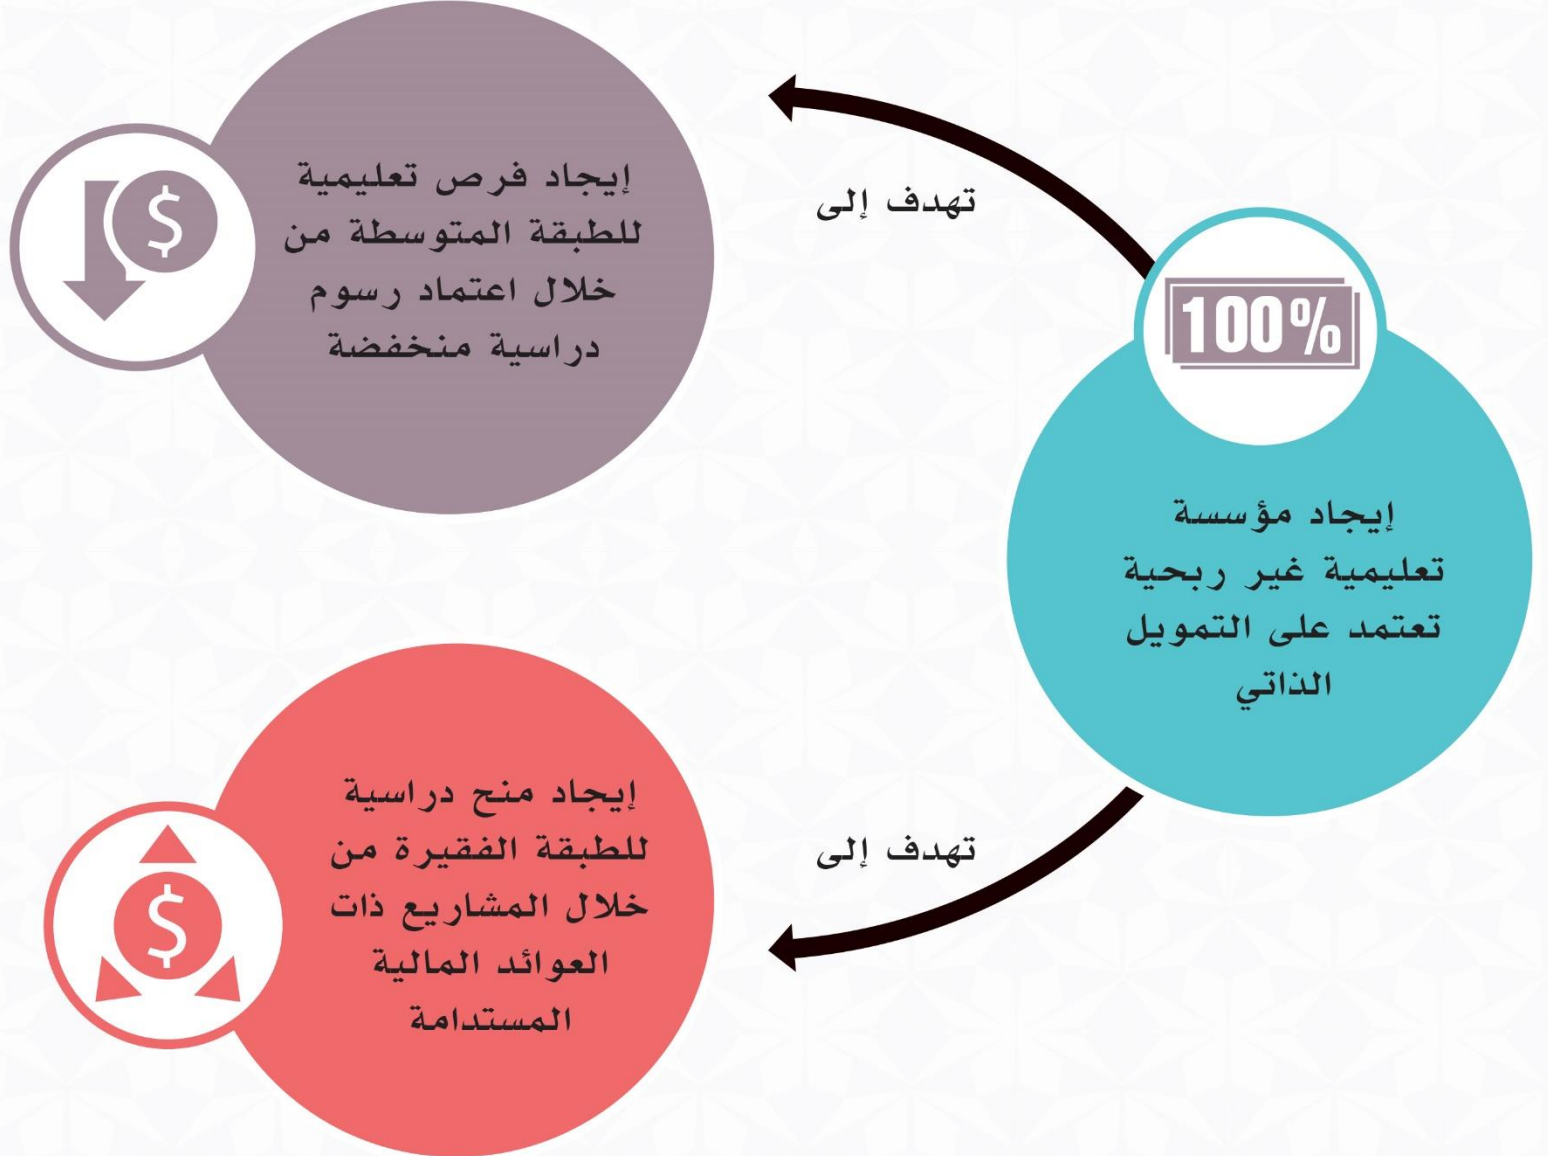 100%
إيجاد مؤسسة
تعليمية غير ربحية
تعتمد على التمويل
الذاتي
تهدف إلى
$
إيجاد فرص تعليمية
للطبقة المتوسطة من
خلال اعتماد رسوم
دراسية منخفضة
تهدف إلى
$
إيجاد منح دراسية
للطبقة الفقيرة من
خلال المشاريع ذات
العوائد المالية
المستدامة